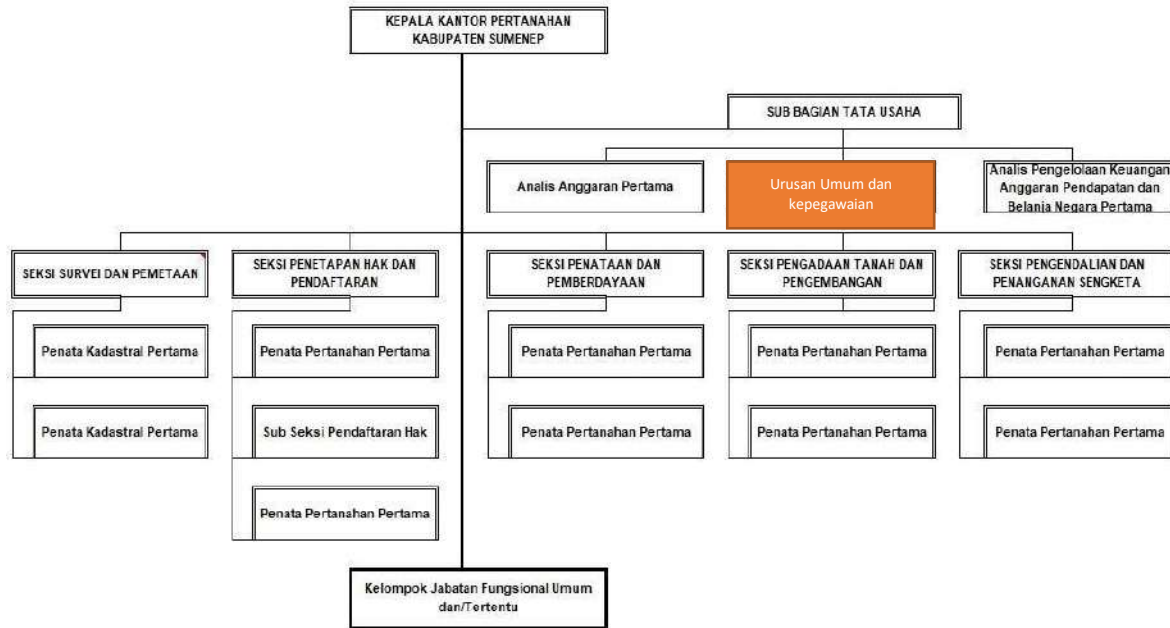 KEPALA KANTOR PERTANAHAN
KABUPATEN SUMENEP
SUB BAGIAN TATA USAHA
Analis Anggaran Pertama
Urusan Umum dan
kepegawaian
Analis Pengelolaan Keuangan
Anggaran Pendapatan dan
Belanja Negara Pertama
SEKSI SURVEI DAN PEMETAAN
SEKSI PENETAPAN HAK DAN
PENDAFTARAN
SEKSI PENATAAN DAN
PEMBERDAYAAN
SEKSI PENGADAAN TANAH DAN
PENGEMBANGAN
SEKSI PENGENDALIAN DAN
PENANGANAN SENGKETA
Penata Kadastral Pertama
Penata Pertanahan Pertama
Penata Pertanahan Pertama
Penata Pertanahan Pertama
Penata Pertanahan Pertama
Penata Kadastral Pertama
Sub Seksi Pendaftaran Hak
Penata Pertanahan Pertama
Penata Pertanahan Pertama
Penata Pertanahan Pertama
Penata Pertanahan Pertama
Kelompok Jabatan Fungsional Umum
dan/Tertentu